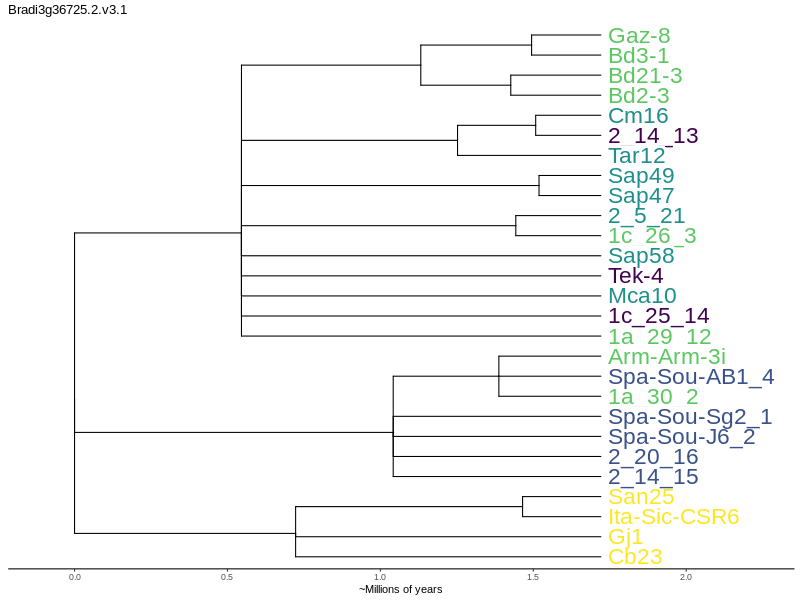 Bradi3g36725.2.v3.1
Gaz-8
Bd3-1
Bd21-3
Bd2-3
Cm16
2_14_13
Tar12
Sap49
Sap47
2_5_21
1c_26_3
Sap58
Tek-4
Mca10
1c_25_14
1a_29_12
Arm-Arm-3i
Spa-Sou-AB1_4
1a_30_2
Spa-Sou-Sg2_1
Spa-Sou-J6_2
2_20_16
2_14_15
San25
Ita-Sic-CSR6
Gj1
Cb23
0.0 0.5 1.0 1.5 2.0
~Millions of years